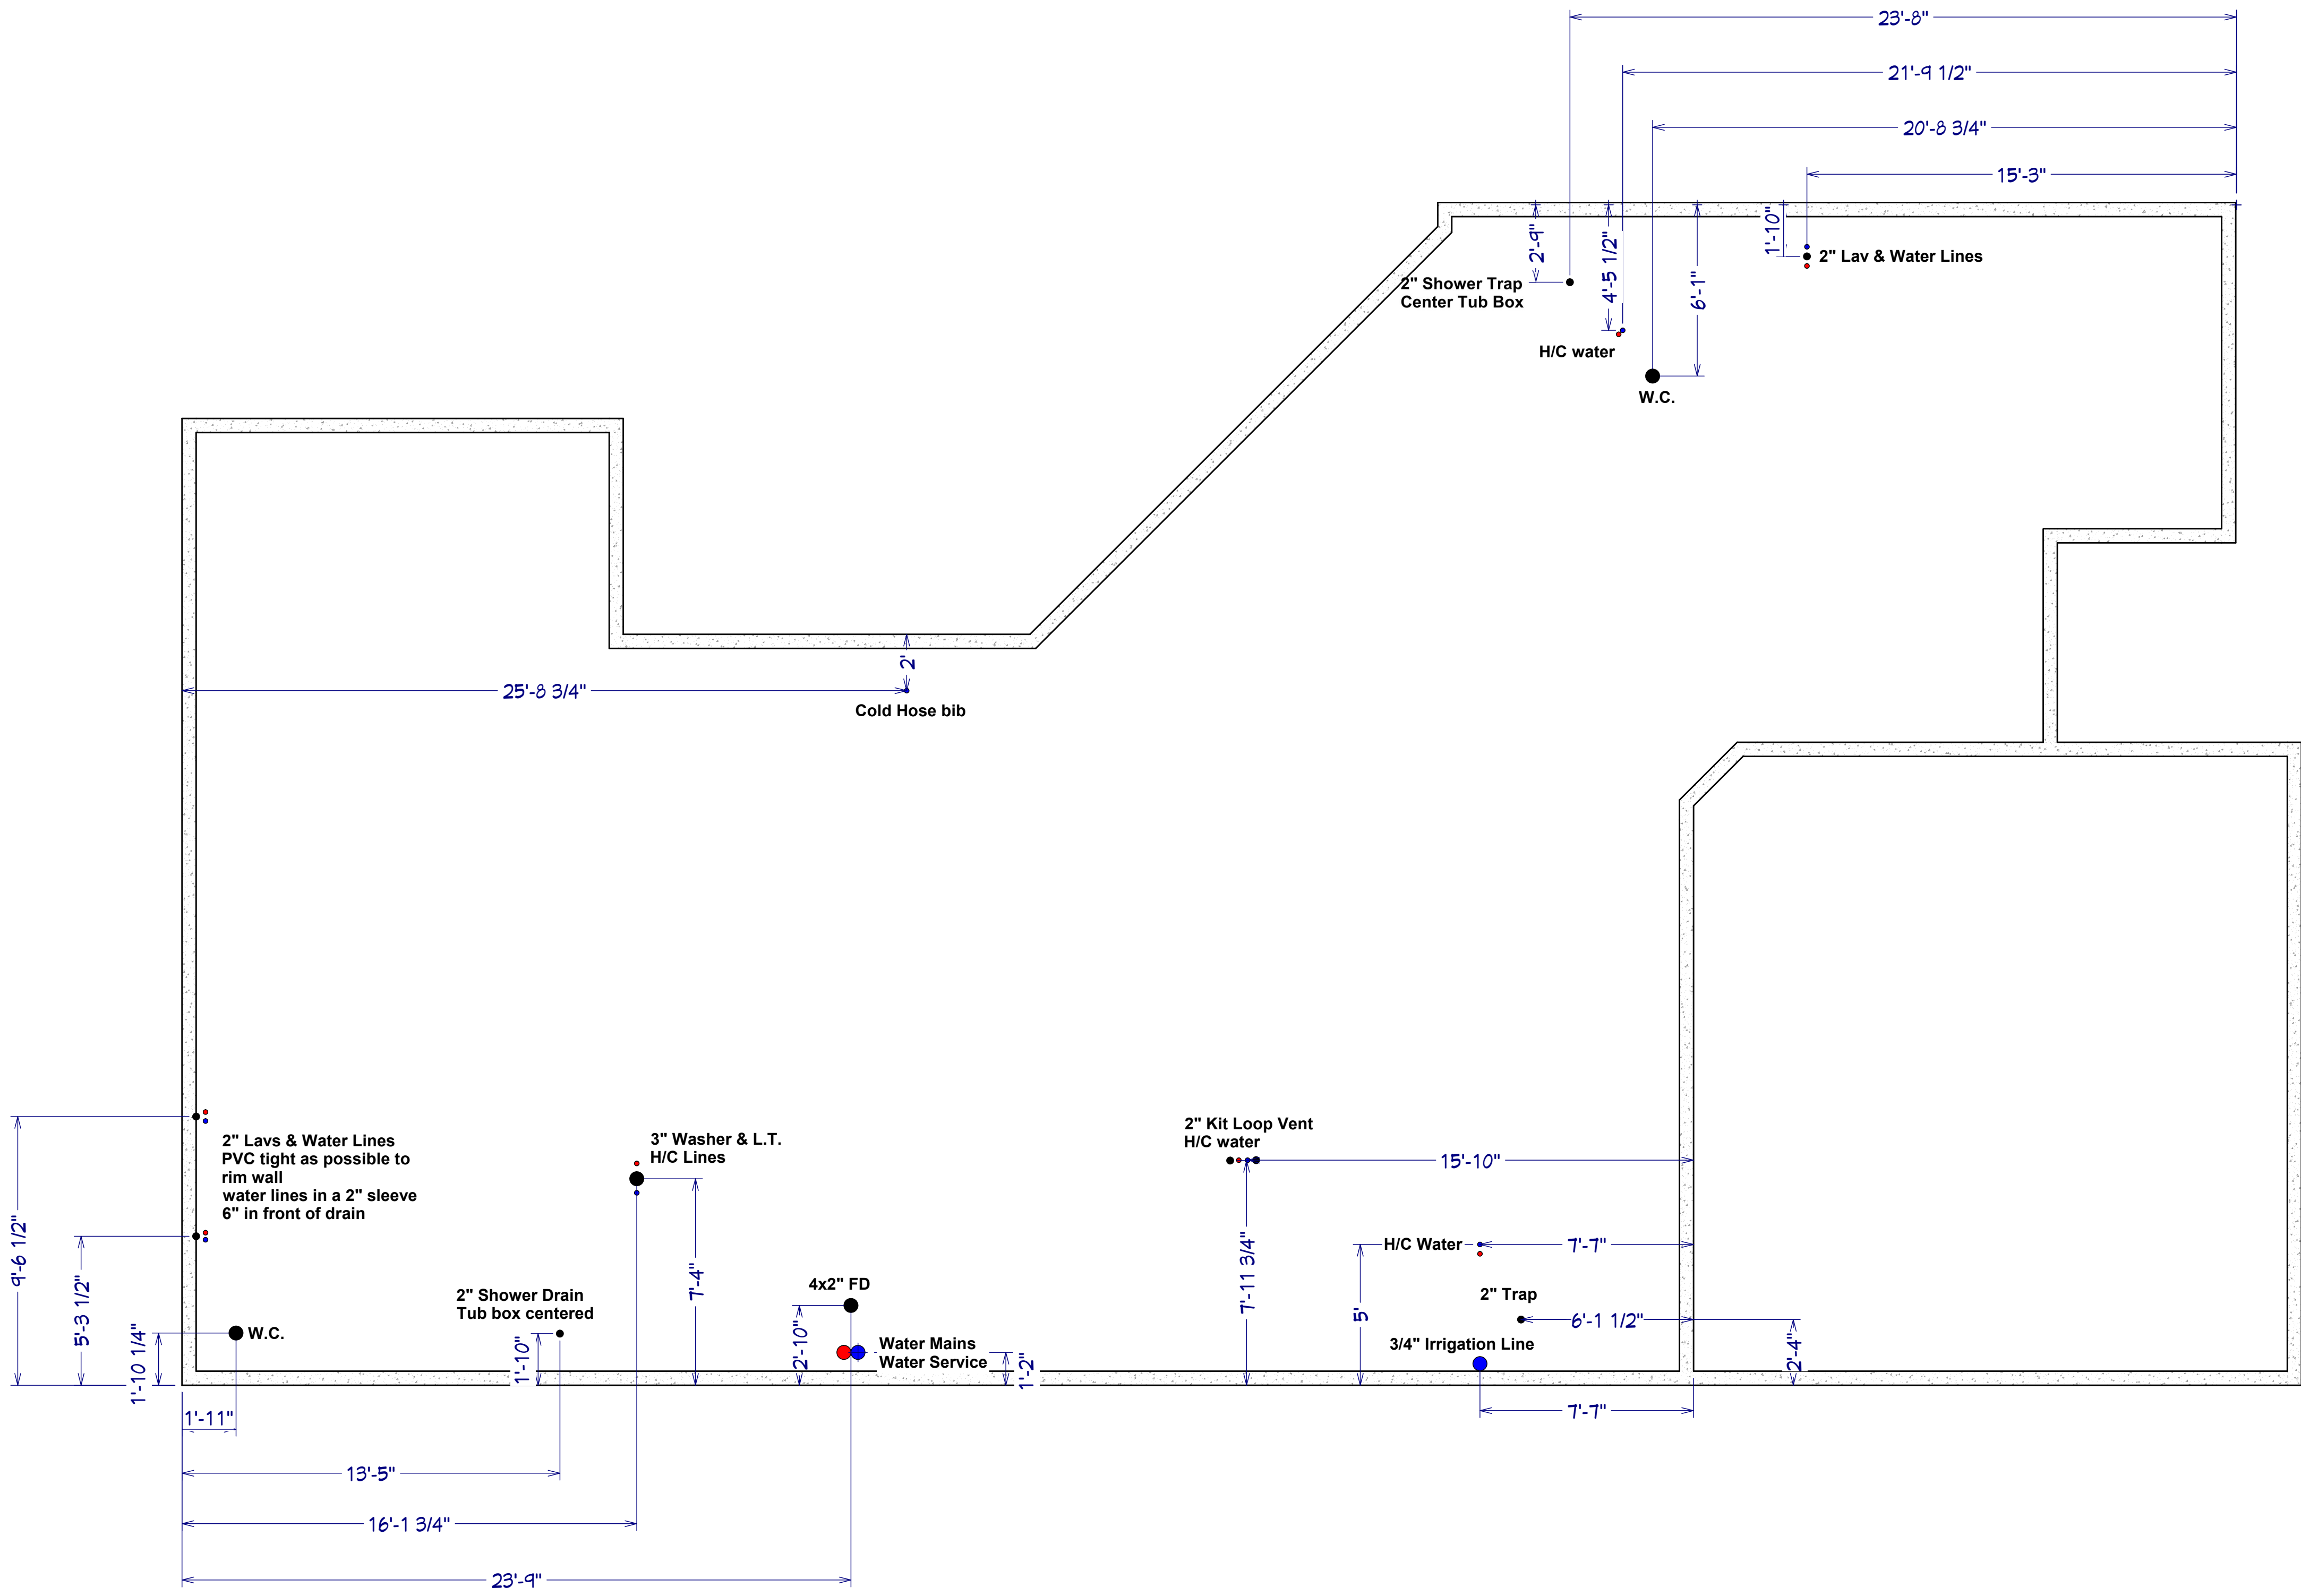 23'-8"
21'-9 1/2"
20'-8 3/4"
15'-3"
2'-9"
4'-5 1/2"
6'-1"
1'-10"
2" Lav & Water Lines
2" Shower Trap
Center Tub Box
H/C water
W.C.
2'
25'-8 3/4"
Cold Hose bib
2" Lavs & Water Lines
PVC tight as possible to
rim wall
water lines in a 2" sleeve
6" in front of drain
3" Washer & L.T.
H/C Lines
2" Kit Loop Vent
H/C water
15'-10"
9'-6 1/2"
5'-3 1/2"
1'-10 1/4"
7'-4"
7'-11 3/4"
H/C Water
7'-7"
5'
4x2" FD
2" Shower Drain
Tub box centered
2" Trap
6'-1 1/2"
W.C.
1'-10"
2'-10"
Water Mains
Water Service
1'-2"
3/4" Irrigation Line
2'-4"
1'-11"
7'-7"
13'-5"
16'-1 3/4"
23'-9"